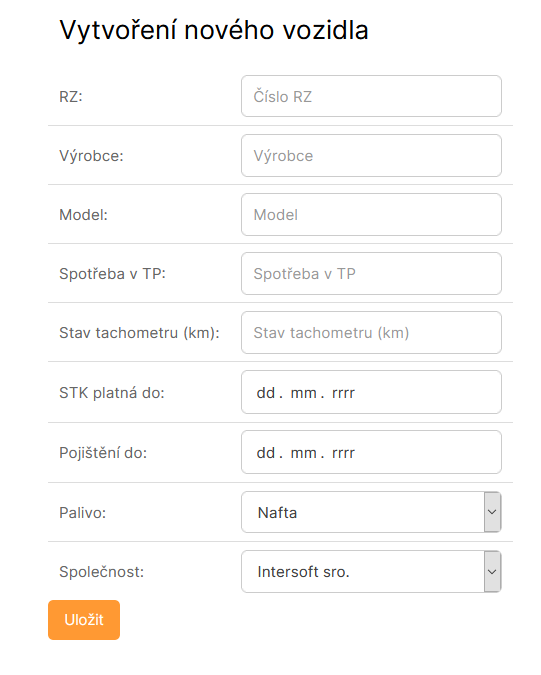 Vytvoření nového vozidla
RZ: Číslo RZ
Výrobce: Výrobce
Model: Model
Spotřeba v TP: Spotřeba v TP
Stav tachometru (km): Stav tachometru (km)
STK platná do: dd . mm . rrrr
Pojištění do: dd . mm . rrrr
Palivo: Nafta
Společnost: Intersoft sro.
Uložit